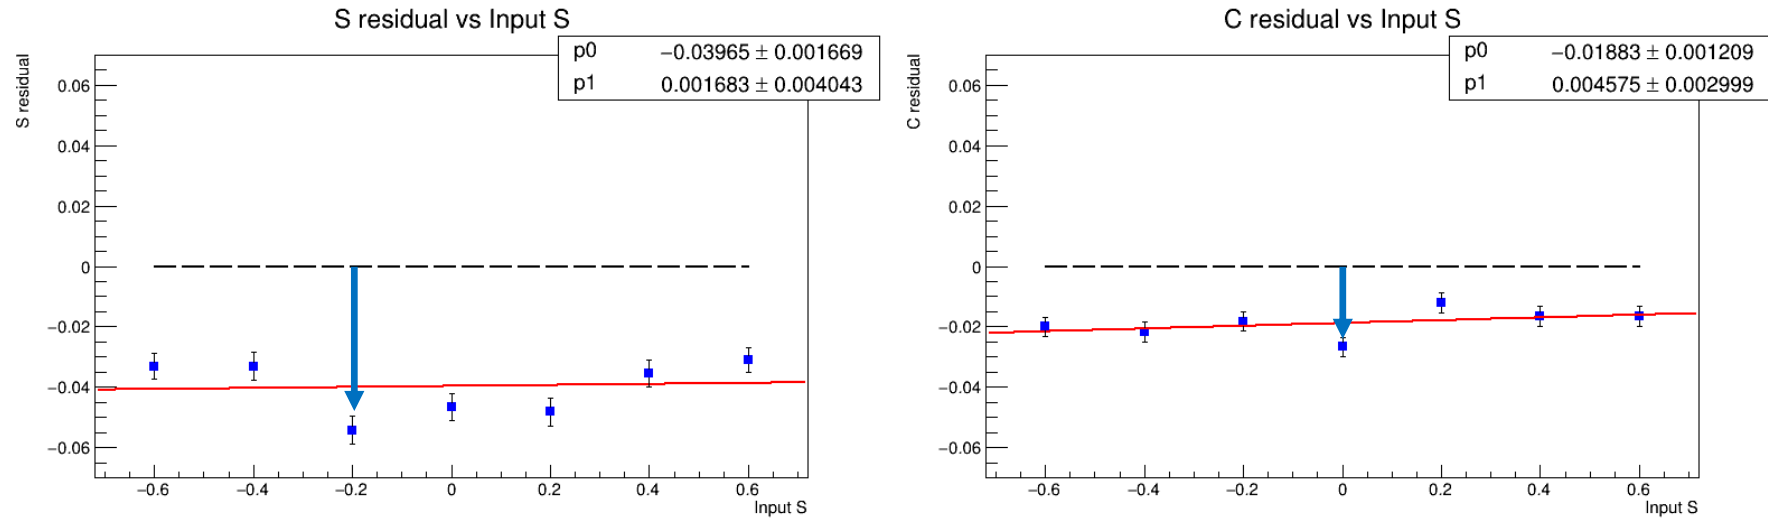 S residual vs Input S
p0 −0.03965 ± 0.001669
p1 0.001683 ± 0.004043
S residual
0.06
0.04
0.02
0
−0.02
−0.04
−0.06
−0.6 −0.4 −0.2 0 0.2 0.4 0.6
Input S
C residual vs Input S
p0 −0.01883 ± 0.001209
p1 0.004575 ± 0.002999
C residual
0.06
0.04
0.02
0
−0.02
−0.04
−0.06
−0.6 −0.4 −0.2 0 0.2 0.4 0.6
Input S